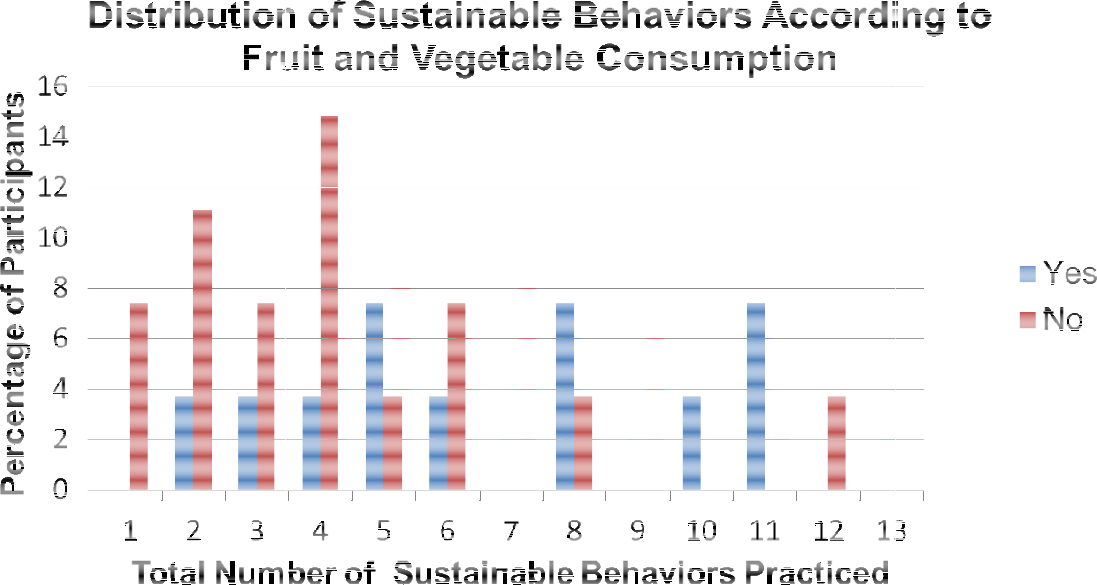 Distribution of Sustainable Behaviors According to
Fruit and Vegetable Consumption
Percentage of Participants
16
14
12
10
8
6
4
2
0
1 2 3 4 5 6 7 8 9 10 11 12 13
Total Number of Sustainable Behaviors Practiced
Yes
No